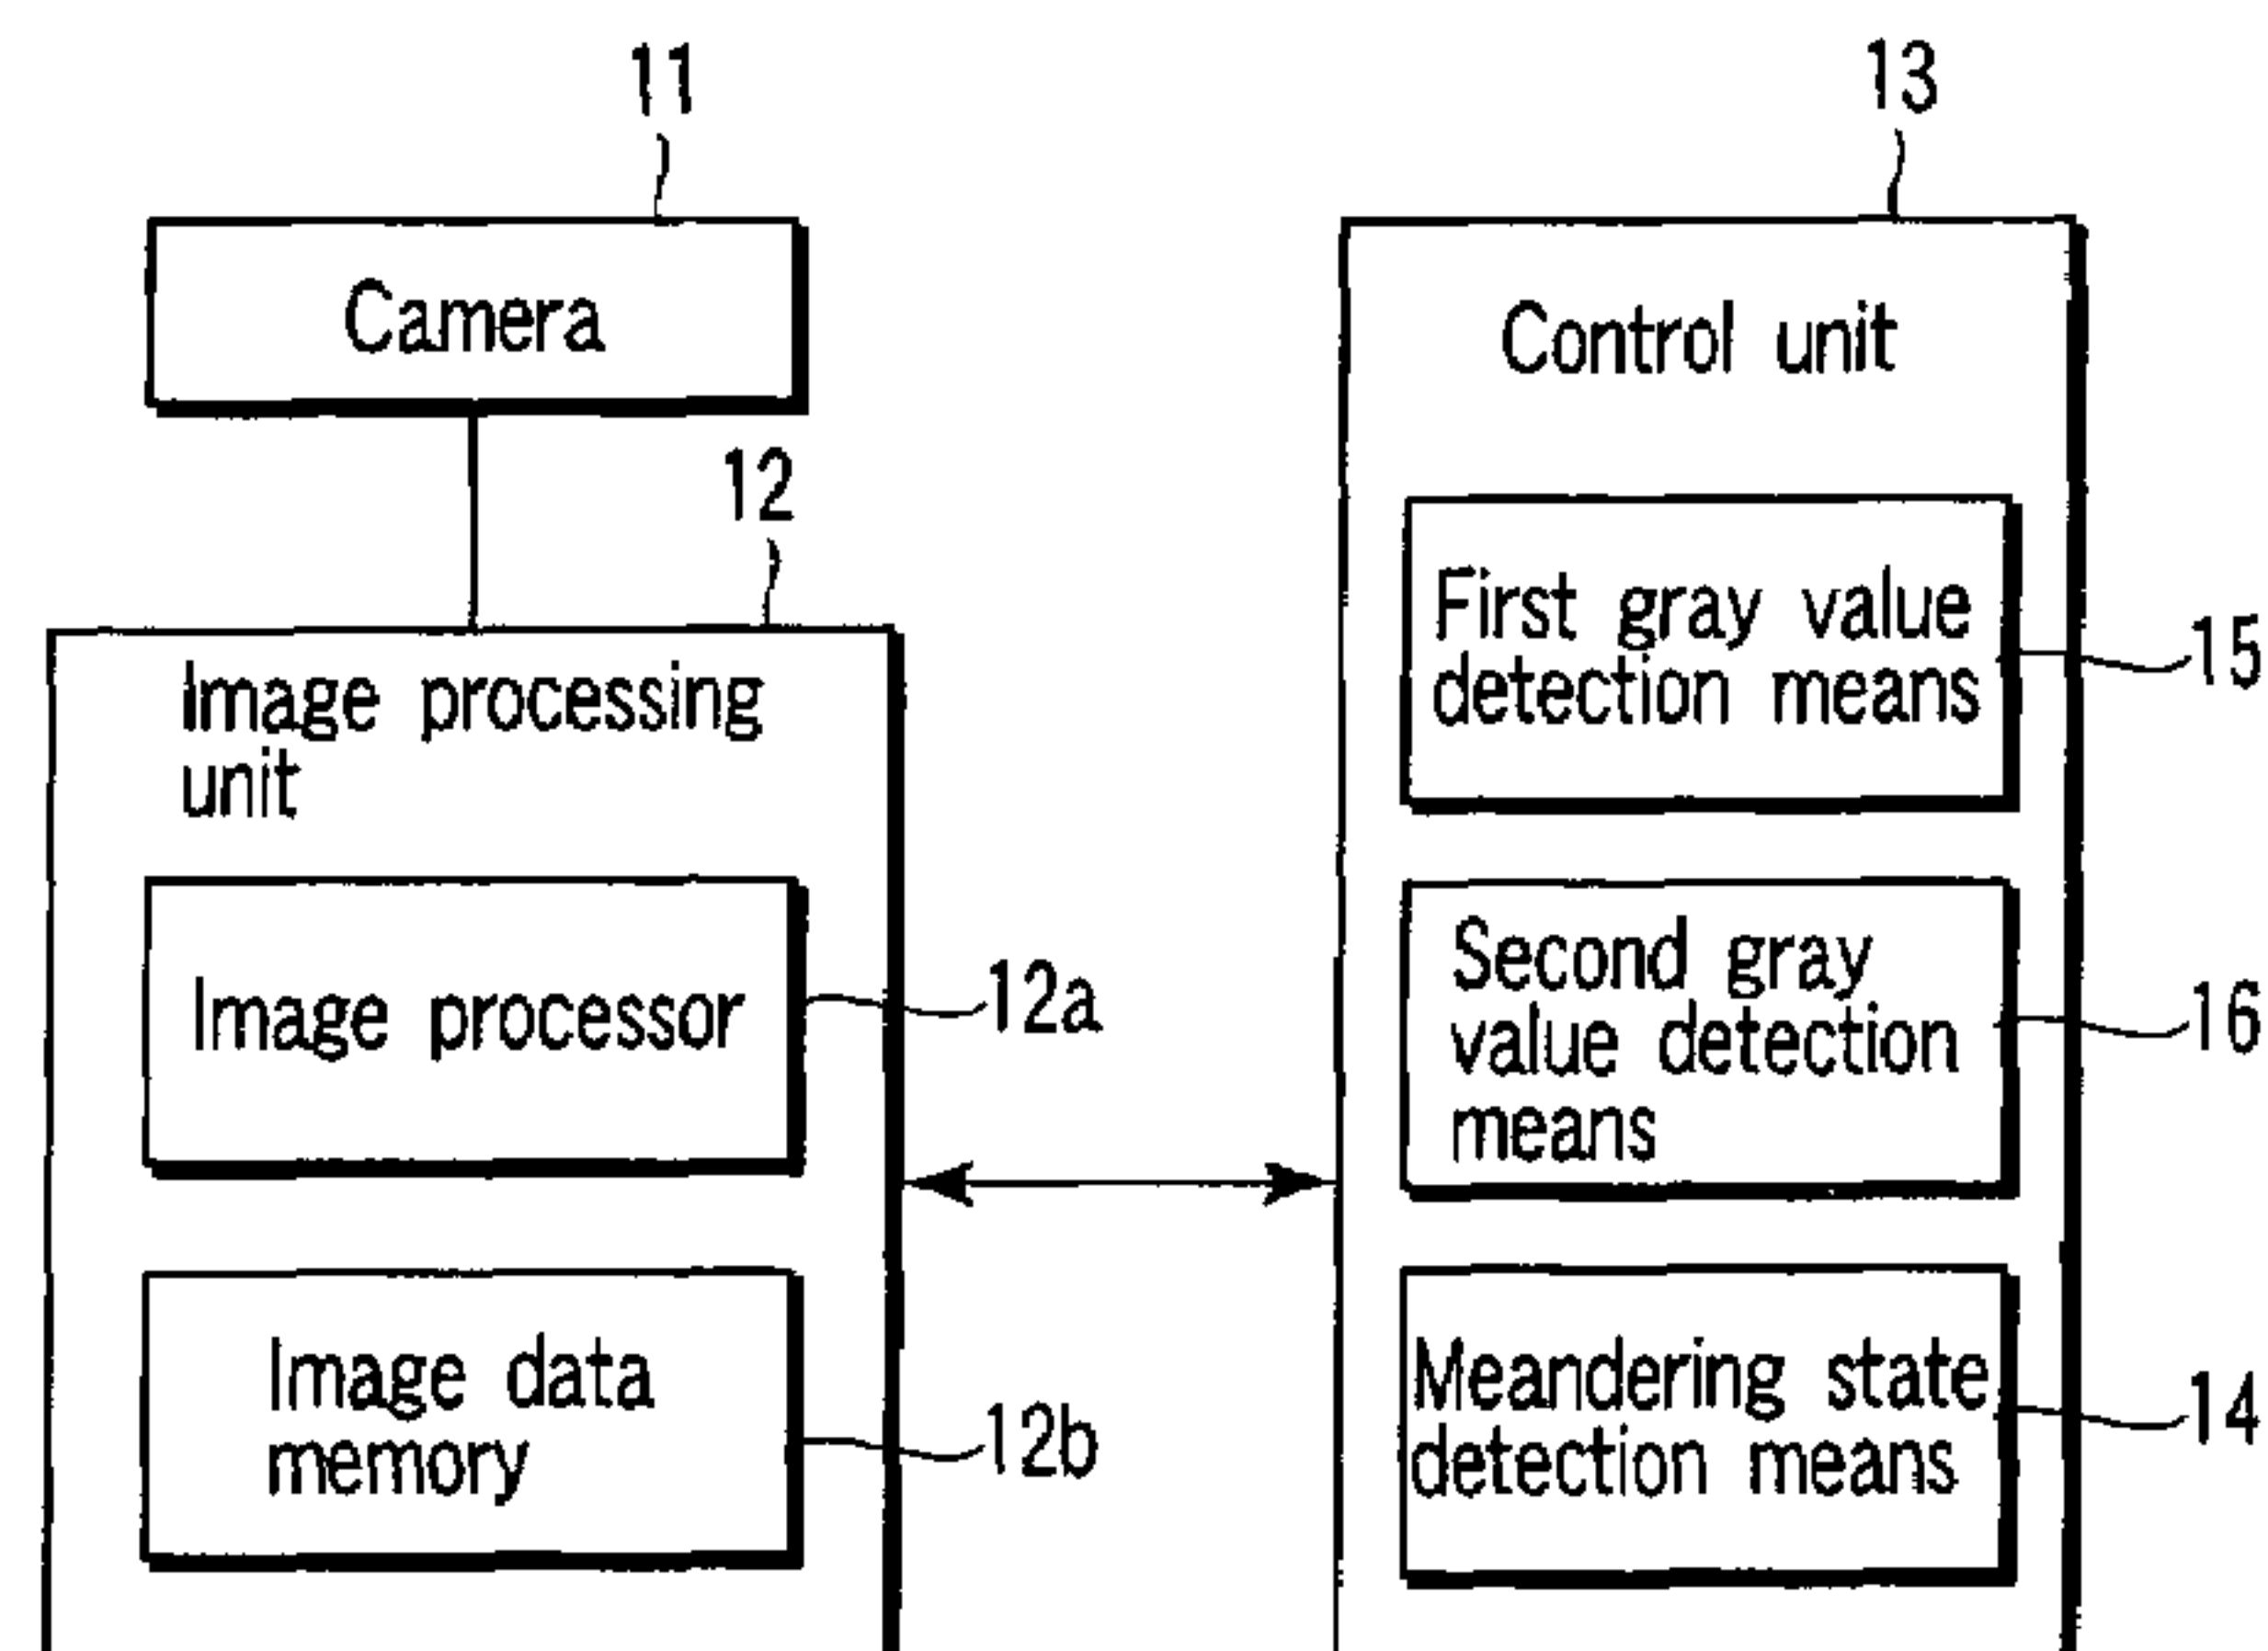 11
Camera
12
Image processing
unit
Image processor
12a
Image data
memory
12b
13
Control unit
First gray value
detection means
15
Second gray
value detection
means
16
Meandering state
detection means
14